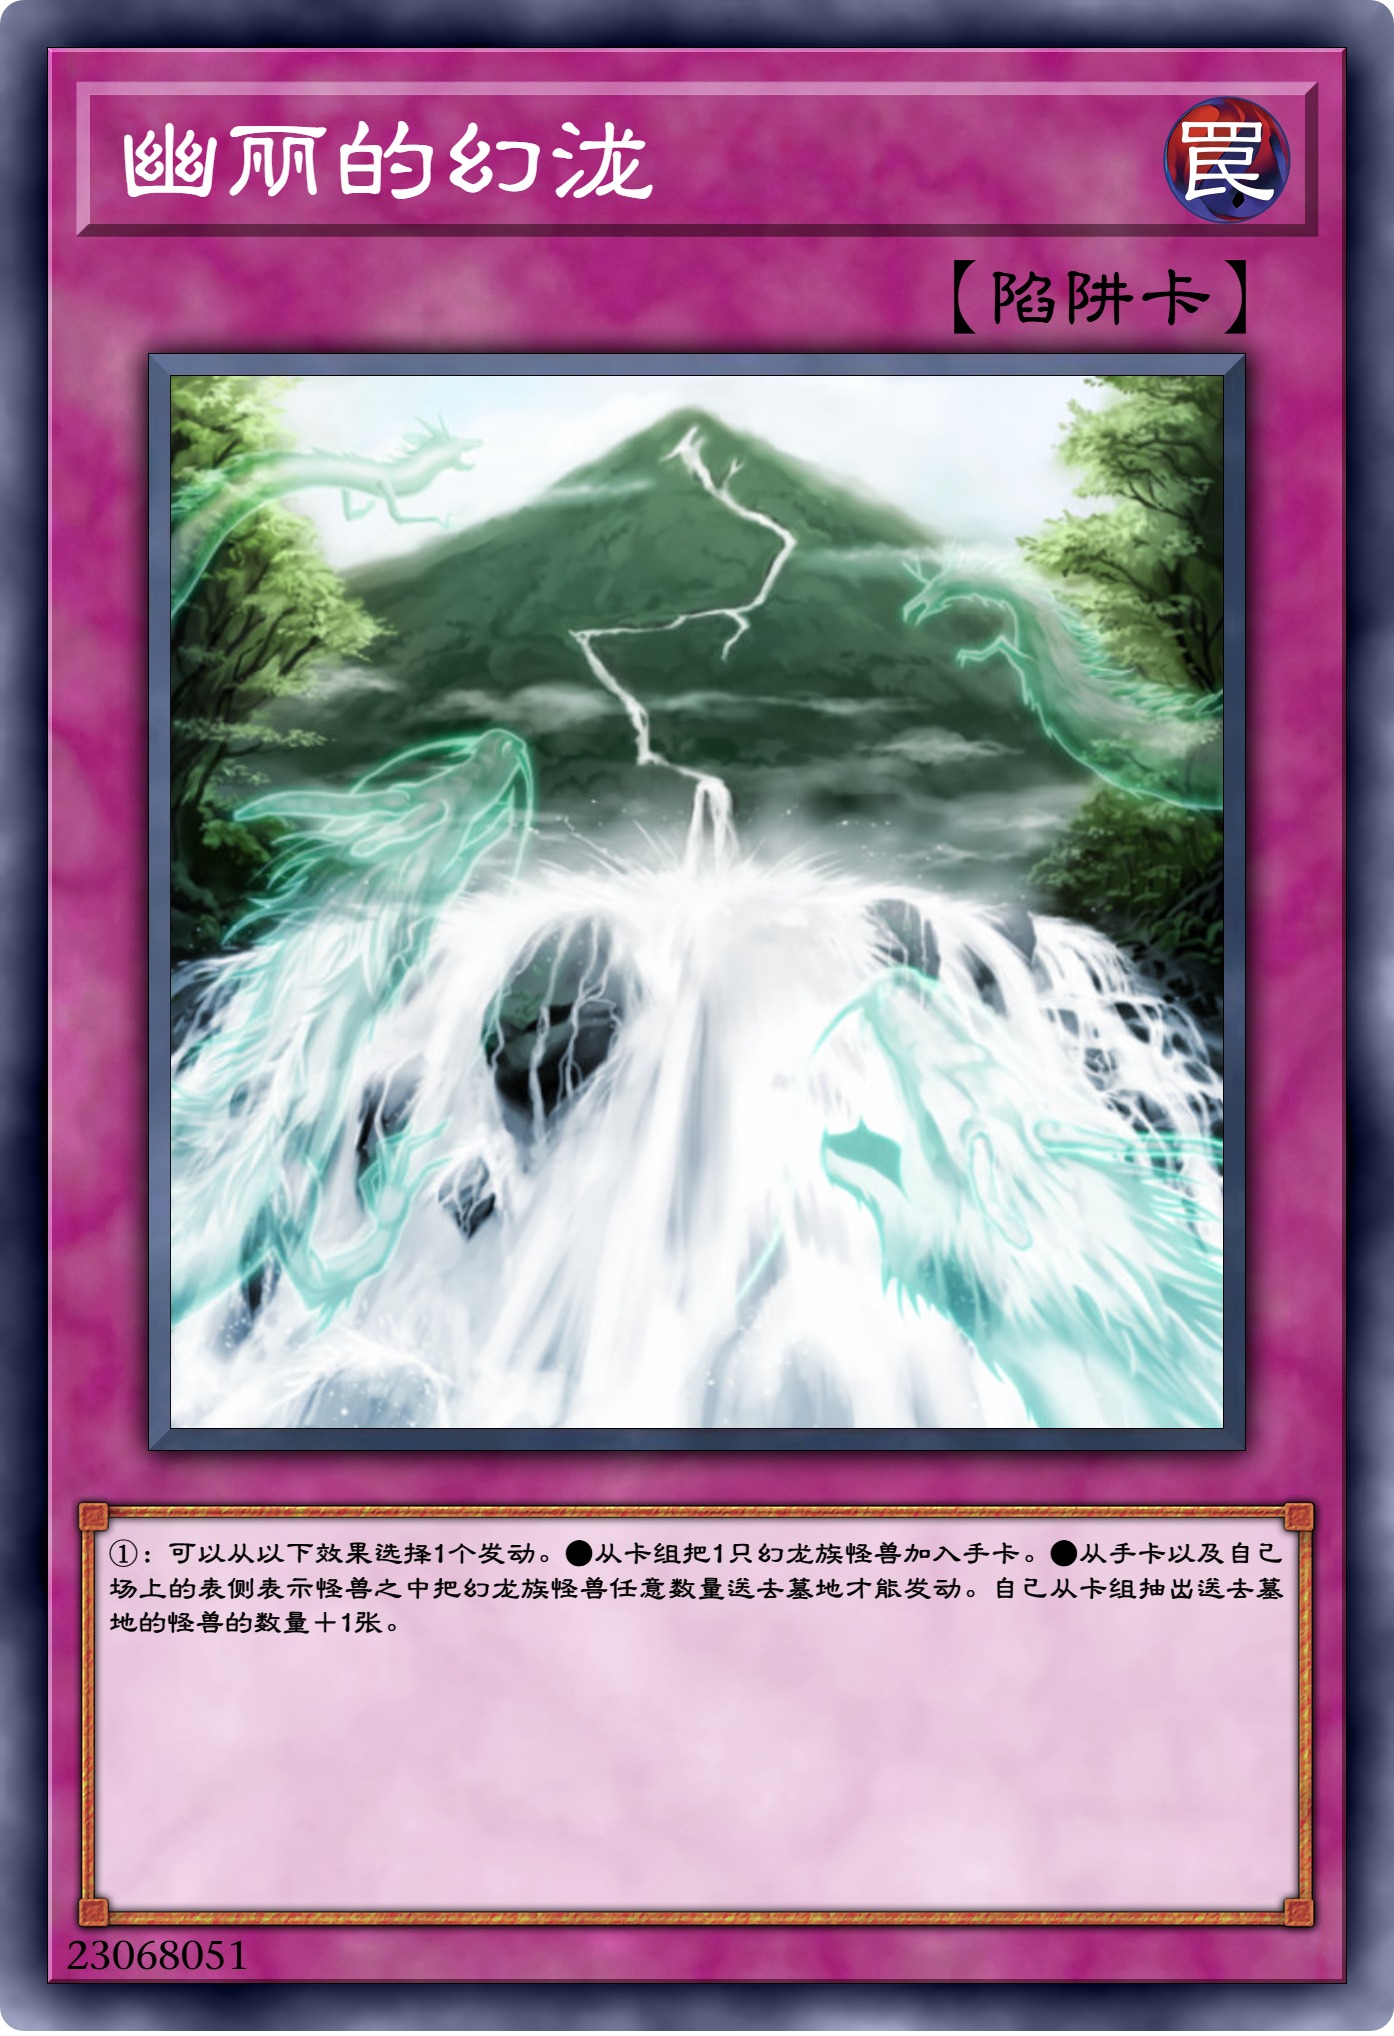 幽丽的幻泷
罠
【陷阱卡】
①：可以从以下效果选择1个发动。●从卡组把1只幻龙族怪兽加入手卡。●从手卡以及自己
场上的表侧表示怪兽之中把幻龙族怪兽任意数量送去墓地才能发动。自己从卡组抽出送去墓
地的怪兽的数量＋1张。
23068051